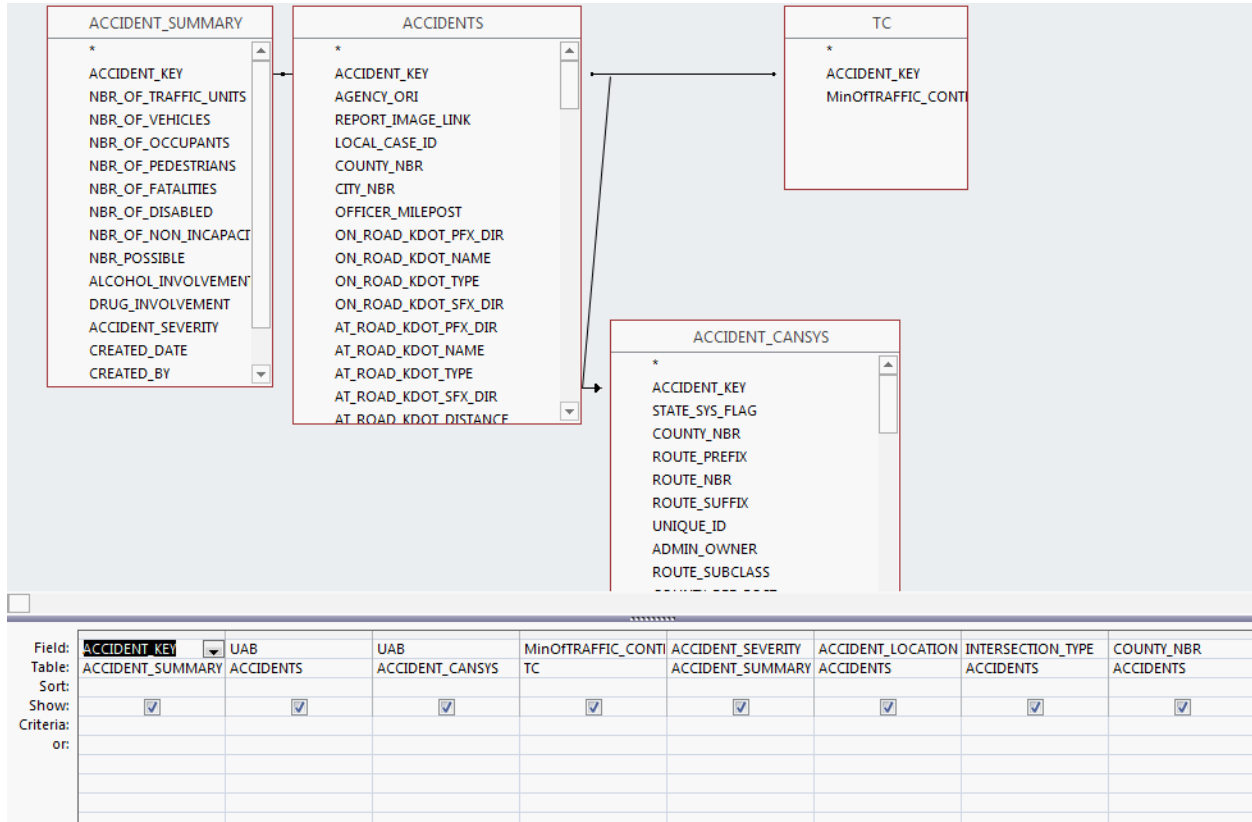 ACCIDENT_SUMMARY
*
ACCIDENT_KEY
NBR_OF_TRAFFIC_UNITS
NBR_OF_VEHICLES
NBR_OF_OCCUPANTS
NBR_OF_PEDESTRIANS
NBR_OF_FATALITIES
NBR_OF_DISABLED
NBR_OF_NON_INCAPACI
NBR_POSSIBLE
ALCOHOL_INVOLVEMEN
DRUG_INVOLVEMENT
ACCIDENT_SEVERITY
CREATED_DATE
CREATED_BY
ACCIDENTS
*
ACCIDENT_KEY
AGENCY_ORI
REPORT_IMAGE_LINK
LOCAL_CASE_ID
COUNTY_NBR
CITY_NBR
OFFICER_MILEPOST
ON_ROAD_KDOT_PFX_DIR
ON_ROAD_KDOT_NAME
ON_ROAD_KDOT_TYPE
ON_ROAD_KDOT_SFX_DIR
AT_ROAD_KDOT_PFX_DIR
AT_ROAD_KDOT_NAME
AT_ROAD_KDOT_TYPE
AT_ROAD_KDOT_SFX_DIR
AT_ROAD_KDOT_DISTANCE
TC
*
ACCIDENT_KEY
MinOfTRAFFIC_CONTI
ACCIDENT_CANSYS
*
ACCIDENT_KEY
STATE_SYS_FLAG
COUNTY_NBR
ROUTE_PREFIX
ROUTE_NBR
ROUTE_SUFFIX
UNIQUE_ID
ADMIN_OWNER
ROUTE_SUBCLASS
Field: ACCIDENT_KEY UAB UAB MinOfTRAFFIC_CONTI ACCIDENT_SEVERITY ACCIDENT_LOCATION INTERSECTION_TYPE COUNTY_NBR
Table: ACCIDENT_SUMMARY ACCIDENTS ACCIDENT_CANSYS TC ACCIDENT_SUMMARY ACCIDENTS ACCIDENTS ACCIDENTS
Sort:
Show:
Criteria:
or: